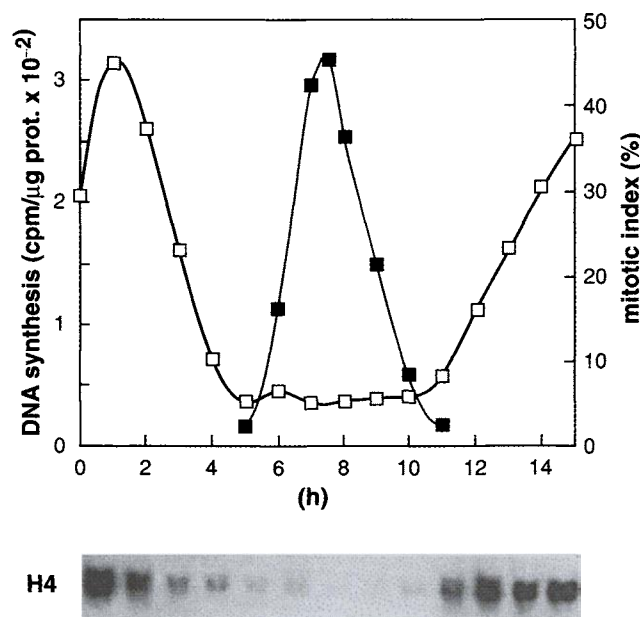 DNA synthesis (cpm/µg prot. x 10⁻²)
3
2
1
0
50
40
30
20
10
0
mitotic index (%)
0 2 4 6 8 10 12 14
(h)
H4